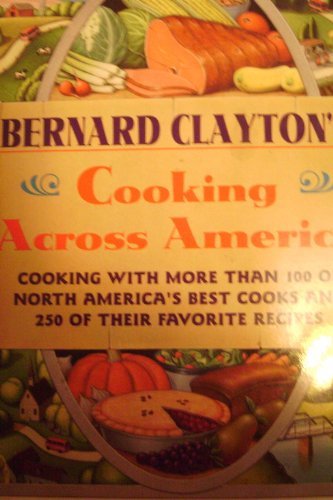 BERNARD CLAYTON'
Cooking
Across Americ
COOKING WITH MORE THAN 100 O
NORTH AMERICA'S BEST COOKS AN
250 OF THEIR FAVORITE RECIPES